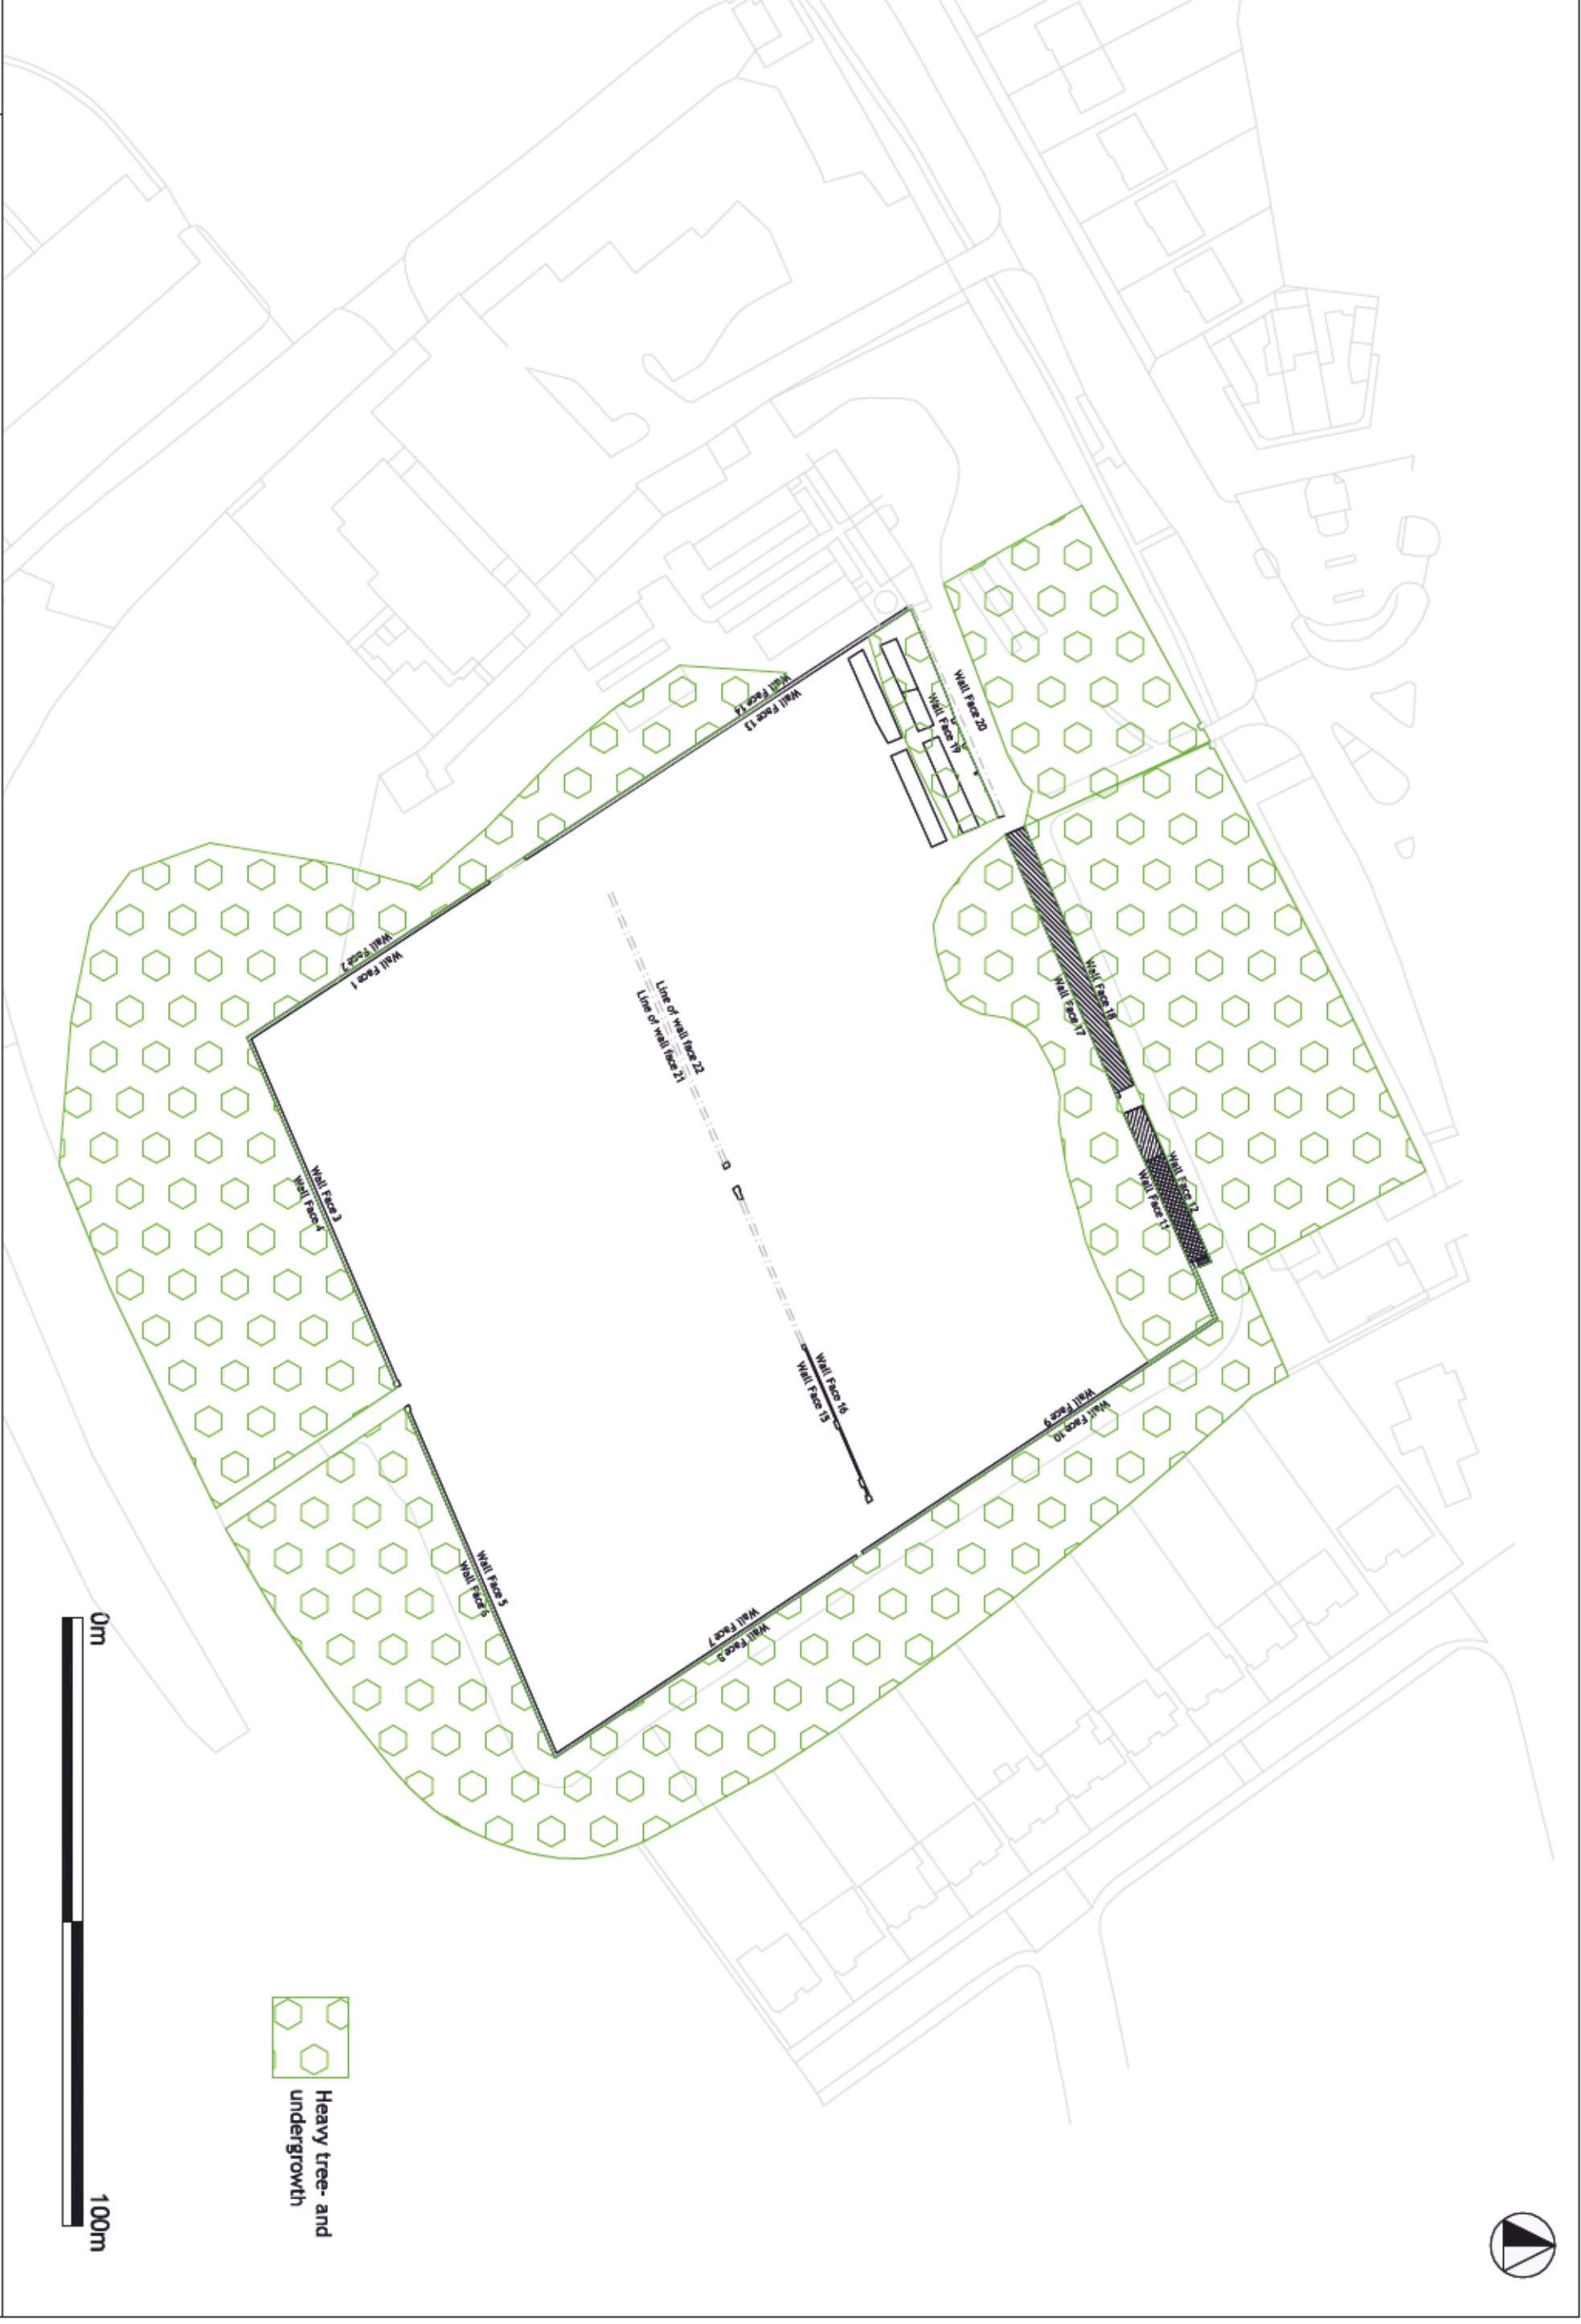 Wall Face 20
Wall Face 19
Wall Face 18
Wall Face 17
Wall Face 12
Wall Face 11
Wall Face 14
Wall Face 13
Wall Face 9
Wall Face 10
Line of wall face 22
Line of wall face 21
Wall Face 16
Wall Face 15
Wall Face 2
Wall Face 1
Wall Face 7
Wall Face 8
Wall Face 3
Wall Face 4
Wall Face 5
Wall Face 6
Heavy tree- and
undergrowth
0m
100m